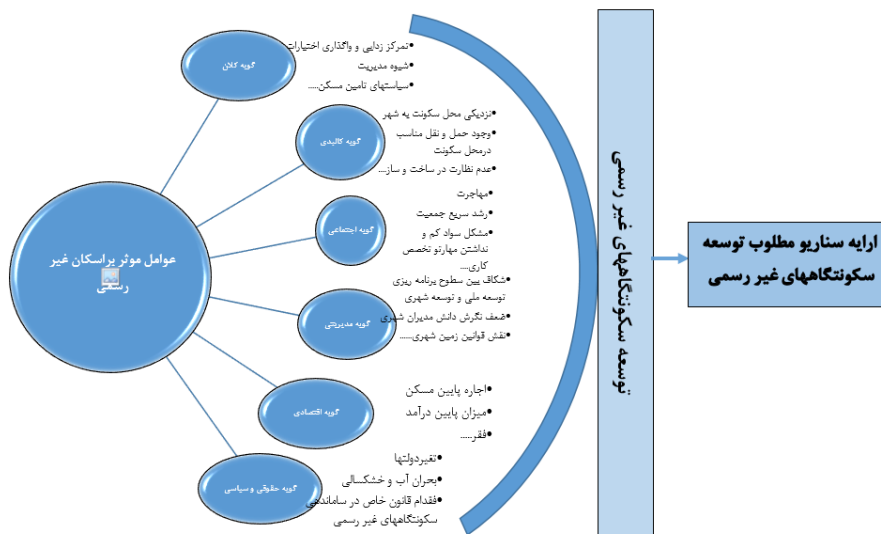 عوامل موثر براسکان غیر
رسمی
گویه کلان
•تمرکز زدایی و واگذاری اختیارات
•شیوه مدیریت
•سیاستهای تامین مسکن.....
گویه کالبدی
•نزدیکی محل سکونت یه شهر
•وجود حمل و نقل مناسب
درمحل سکونت
•عدم نظارت در ساخت و ساز....
گویه اجتماعی
•مهاجرت
•رشد سریع جمعیت
•مشکل سواد کم و
نداشتن مهارتو تخصص
کاری....
گویه مدیریتی
•شکاف بین سطوح برنامه ریزی
توسعه ملی و توسعه شهری
•ضعف نگرش دانش مدیران شهری
•نقش قوانین زمین شهری......
گویه اقتصادی
•اجاره پایین مسکن
•میزان پایین درآمد
•فقر.....
گویه حقوقی و سیاسی
•تغیردولتها
•بحران آب و خشکسالی
•فقدام قانون خاص در ساماندهی
سکونتگاههای غیر رسمی
توسعه سکونتگاههای غیر رسمی
ارایه سناریو مطلوب توسعه
سکونتگاههای غیر رسمی